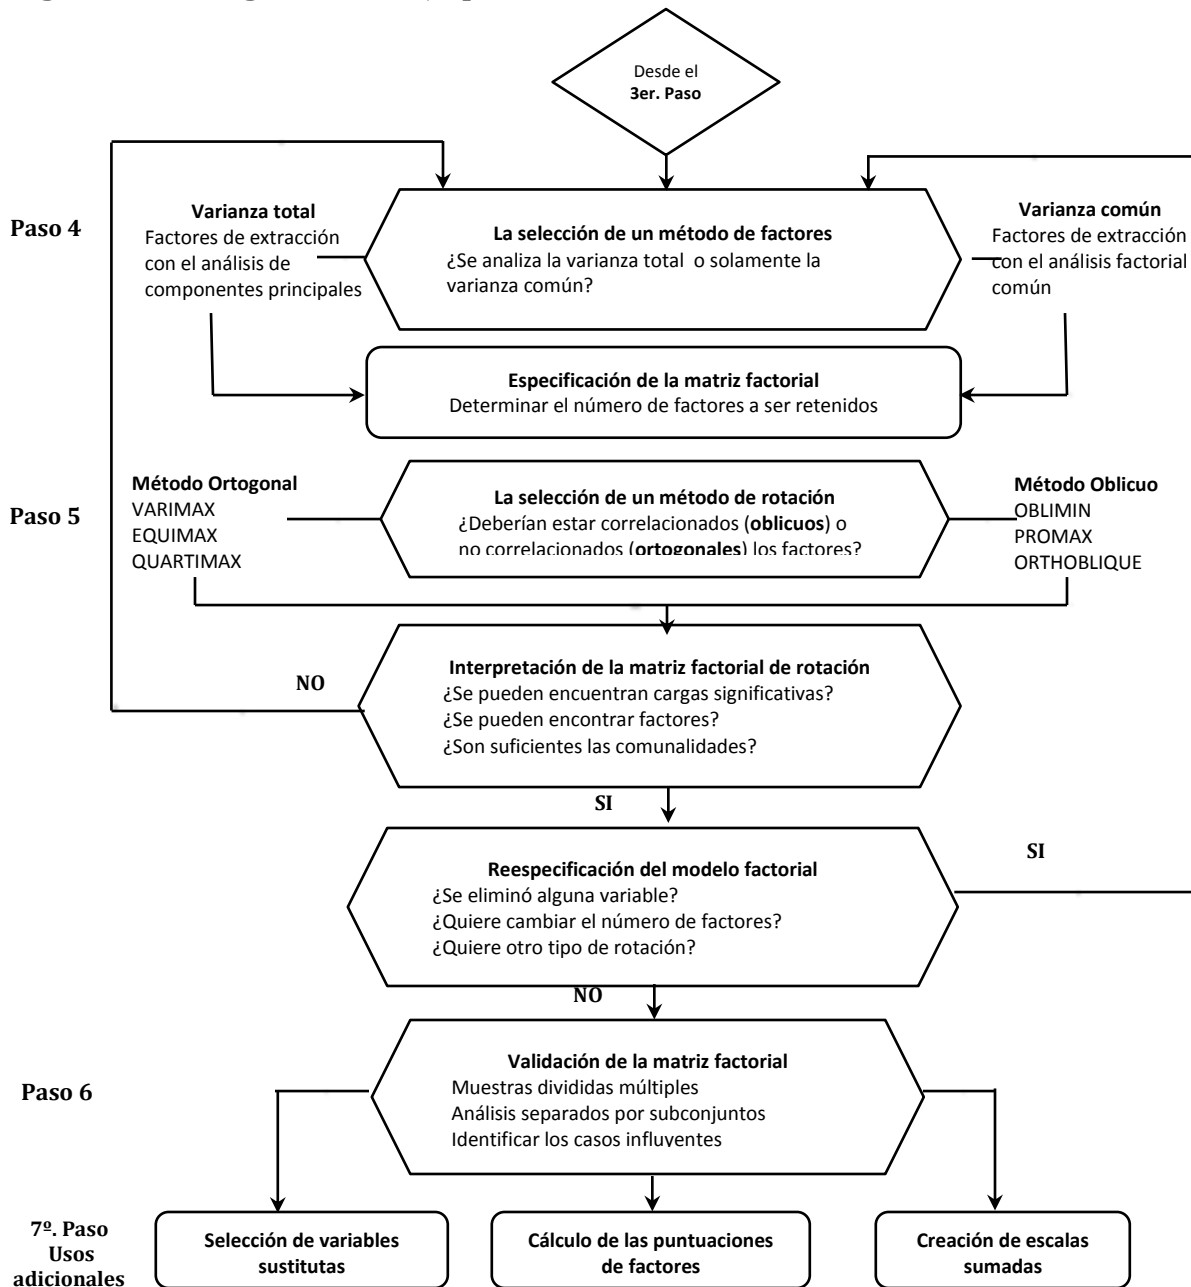 Desde el
3er. Paso
Paso 4
Varianza total
Factores de extracción
con el análisis de
componentes principales
La selección de un método de factores
¿Se analiza la varianza total o solamente la
varianza común?
Varianza común
Factores de extracción
con el análisis factorial
común
Especificación de la matriz factorial
Determinar el número de factores a ser retenidos
Paso 5
Método Ortogonal
VARIMAX
EQUIMAX
QUARTIMAX
La selección de un método de rotación
¿Deberían estar correlacionados (oblicuos) o
no correlacionados (ortogonales) los factores?
Método Oblicuo
OBLIMIN
PROMAX
ORTHOBLIQUE
NO
Interpretación de la matriz factorial de rotación
¿Se pueden encuentran cargas significativas?
¿Se pueden encontrar factores?
¿Son suficientes las comunalidades?
SI
Reespecificación del modelo factorial
¿Se eliminó alguna variable?
¿Quiere cambiar el número de factores?
¿Quiere otro tipo de rotación?
SI
NO
Paso 6
Validación de la matriz factorial
Muestras divididas múltiples
Análisis separados por subconjuntos
Identificar los casos influyentes
7º. Paso
Usos
adicionales
Selección de variables
sustitutas
Cálculo de las puntuaciones
de factores
Creación de escalas
sumadas